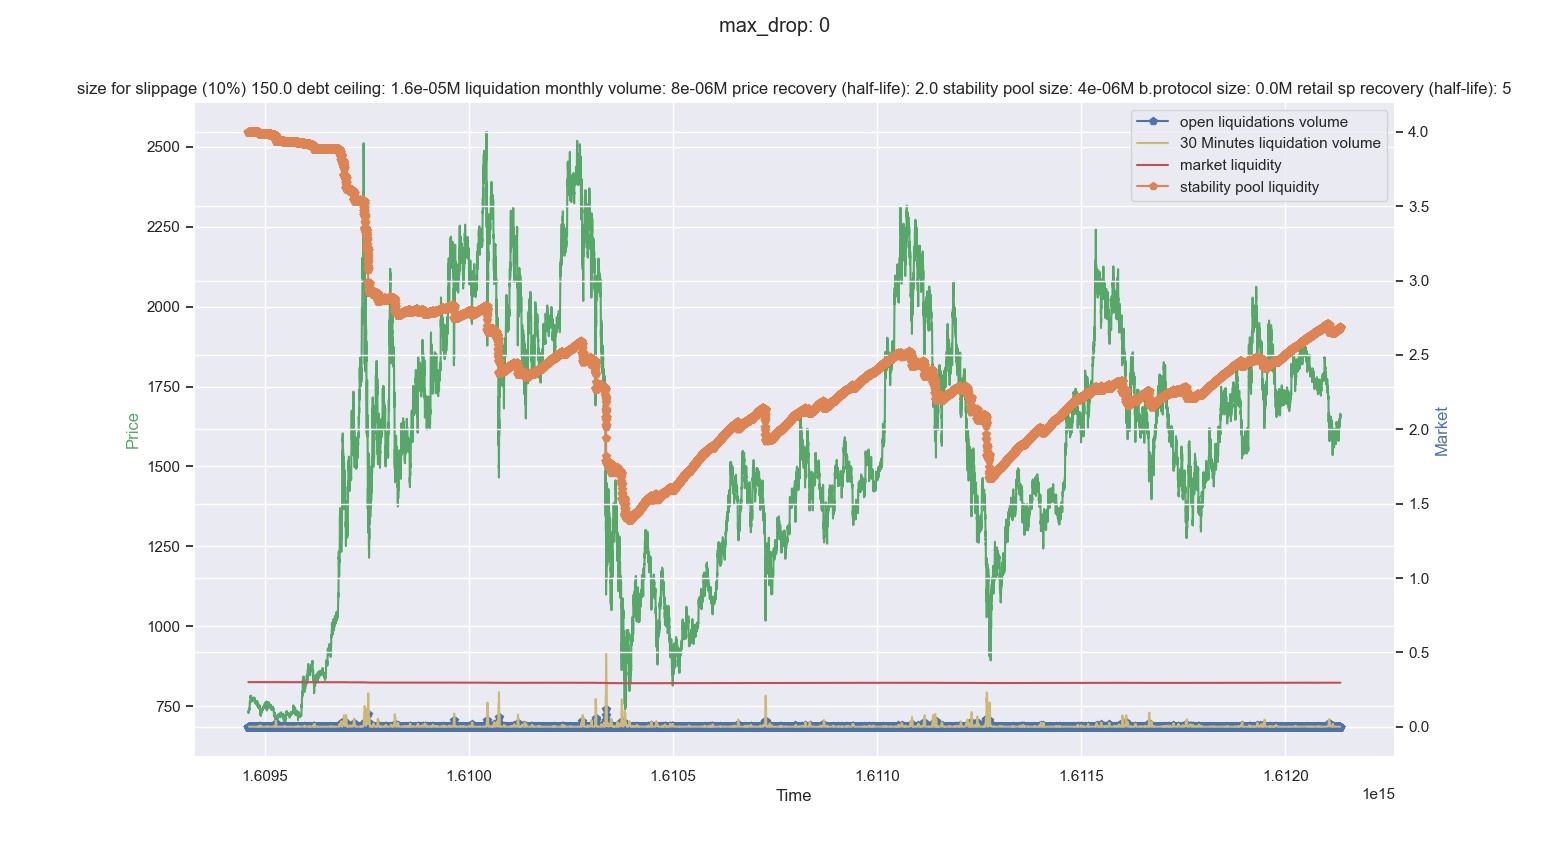 max_drop: 0
size for slippage (10%) 150.0 debt ceiling: 1.6e-05M liquidation monthly volume: 8e-06M price recovery (half-life): 2.0 stability pool size: 4e-06M b.protocol size: 0.0M retail sp recovery (half-life): 5
open liquidations volume
30 Minutes liquidation volume
market liquidity
stability pool liquidity
2500
2250
2000
1750
1500
1250
1000
750
Price
4.0
3.5
3.0
2.5
2.0
1.5
1.0
0.5
0.0
Market
1.6095
1.6100
1.6105
1.6110
1.6115
1.6120
1e15
Time